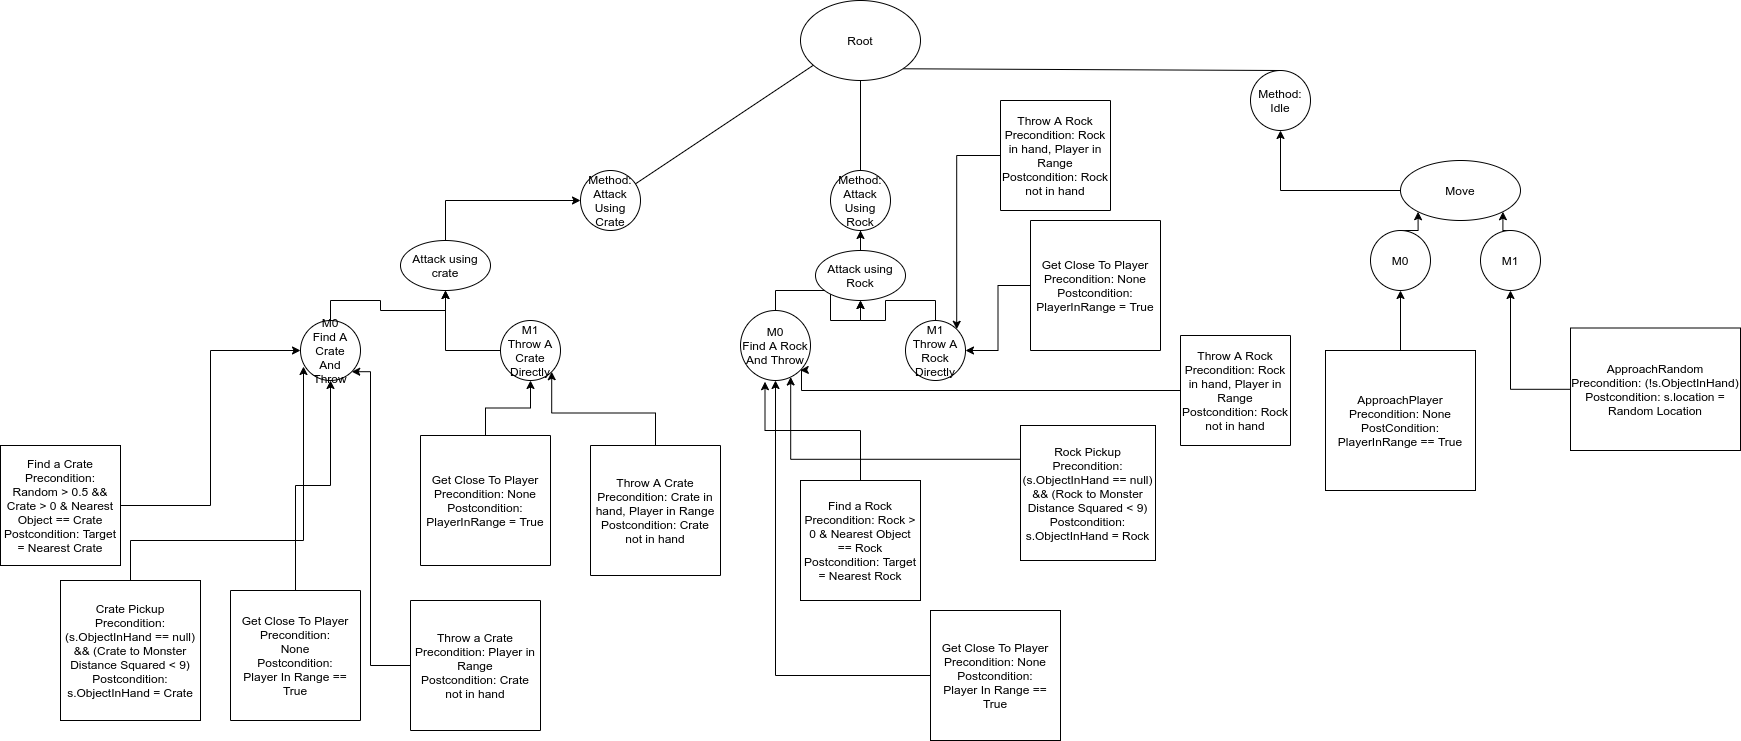 Root
Method:
Idle
Throw A Rock
Precondition: Rock
in hand, Player in
Range
Postcondition: Rock
not in hand
Method:
Attack
Using
Crate
Method:
Attack
Using
Rock
Move
Attack using
crate
Attack using
Rock
Get Close To Player
Precondition: None
Postcondition:
PlayerInRange = True
M0
M1
M0
Find A
Crate
And
Throw
M1
Throw A
Crate
Directly
M0
Find A Rock
And Throw
M1
Throw A
Rock
Directly
Throw A Rock
Precondition: Rock
in hand, Player in
Range
Postcondition: Rock
not in hand
ApproachPlayer
Precondition: None
PostCondition:
PlayerInRange == True
ApproachRandom
Precondition: (!s.ObjectInHand)
Postcondition: s.location =
Random Location
Find a Crate
Precondition:
Random > 0.5 &&
Crate > 0 & Nearest
Object == Crate
Postcondition: Target
= Nearest Crate
Get Close To Player
Precondition: None
Postcondition:
PlayerInRange = True
Throw A Crate
Precondition: Crate in
hand, Player in Range
Postcondition: Crate
not in hand
Find a Rock
Precondition: Rock >
0 & Nearest Object
== Rock
Postcondition: Target
= Nearest Rock
Rock Pickup
Precondition:
(s.ObjectInHand == null)
&& (Rock to Monster
Distance Squared < 9)
Postcondition:
s.ObjectInHand = Rock
Crate Pickup
Precondition:
(s.ObjectInHand == null)
&& (Crate to Monster
Distance Squared < 9)
Postcondition:
s.ObjectInHand = Crate
Get Close To Player
Precondition:
None
Postcondition:
Player In Range ==
True
Throw a Crate
Precondition: Player in
Range
Postcondition: Crate
not in hand
Get Close To Player
Precondition: None
Postcondition:
Player In Range ==
True